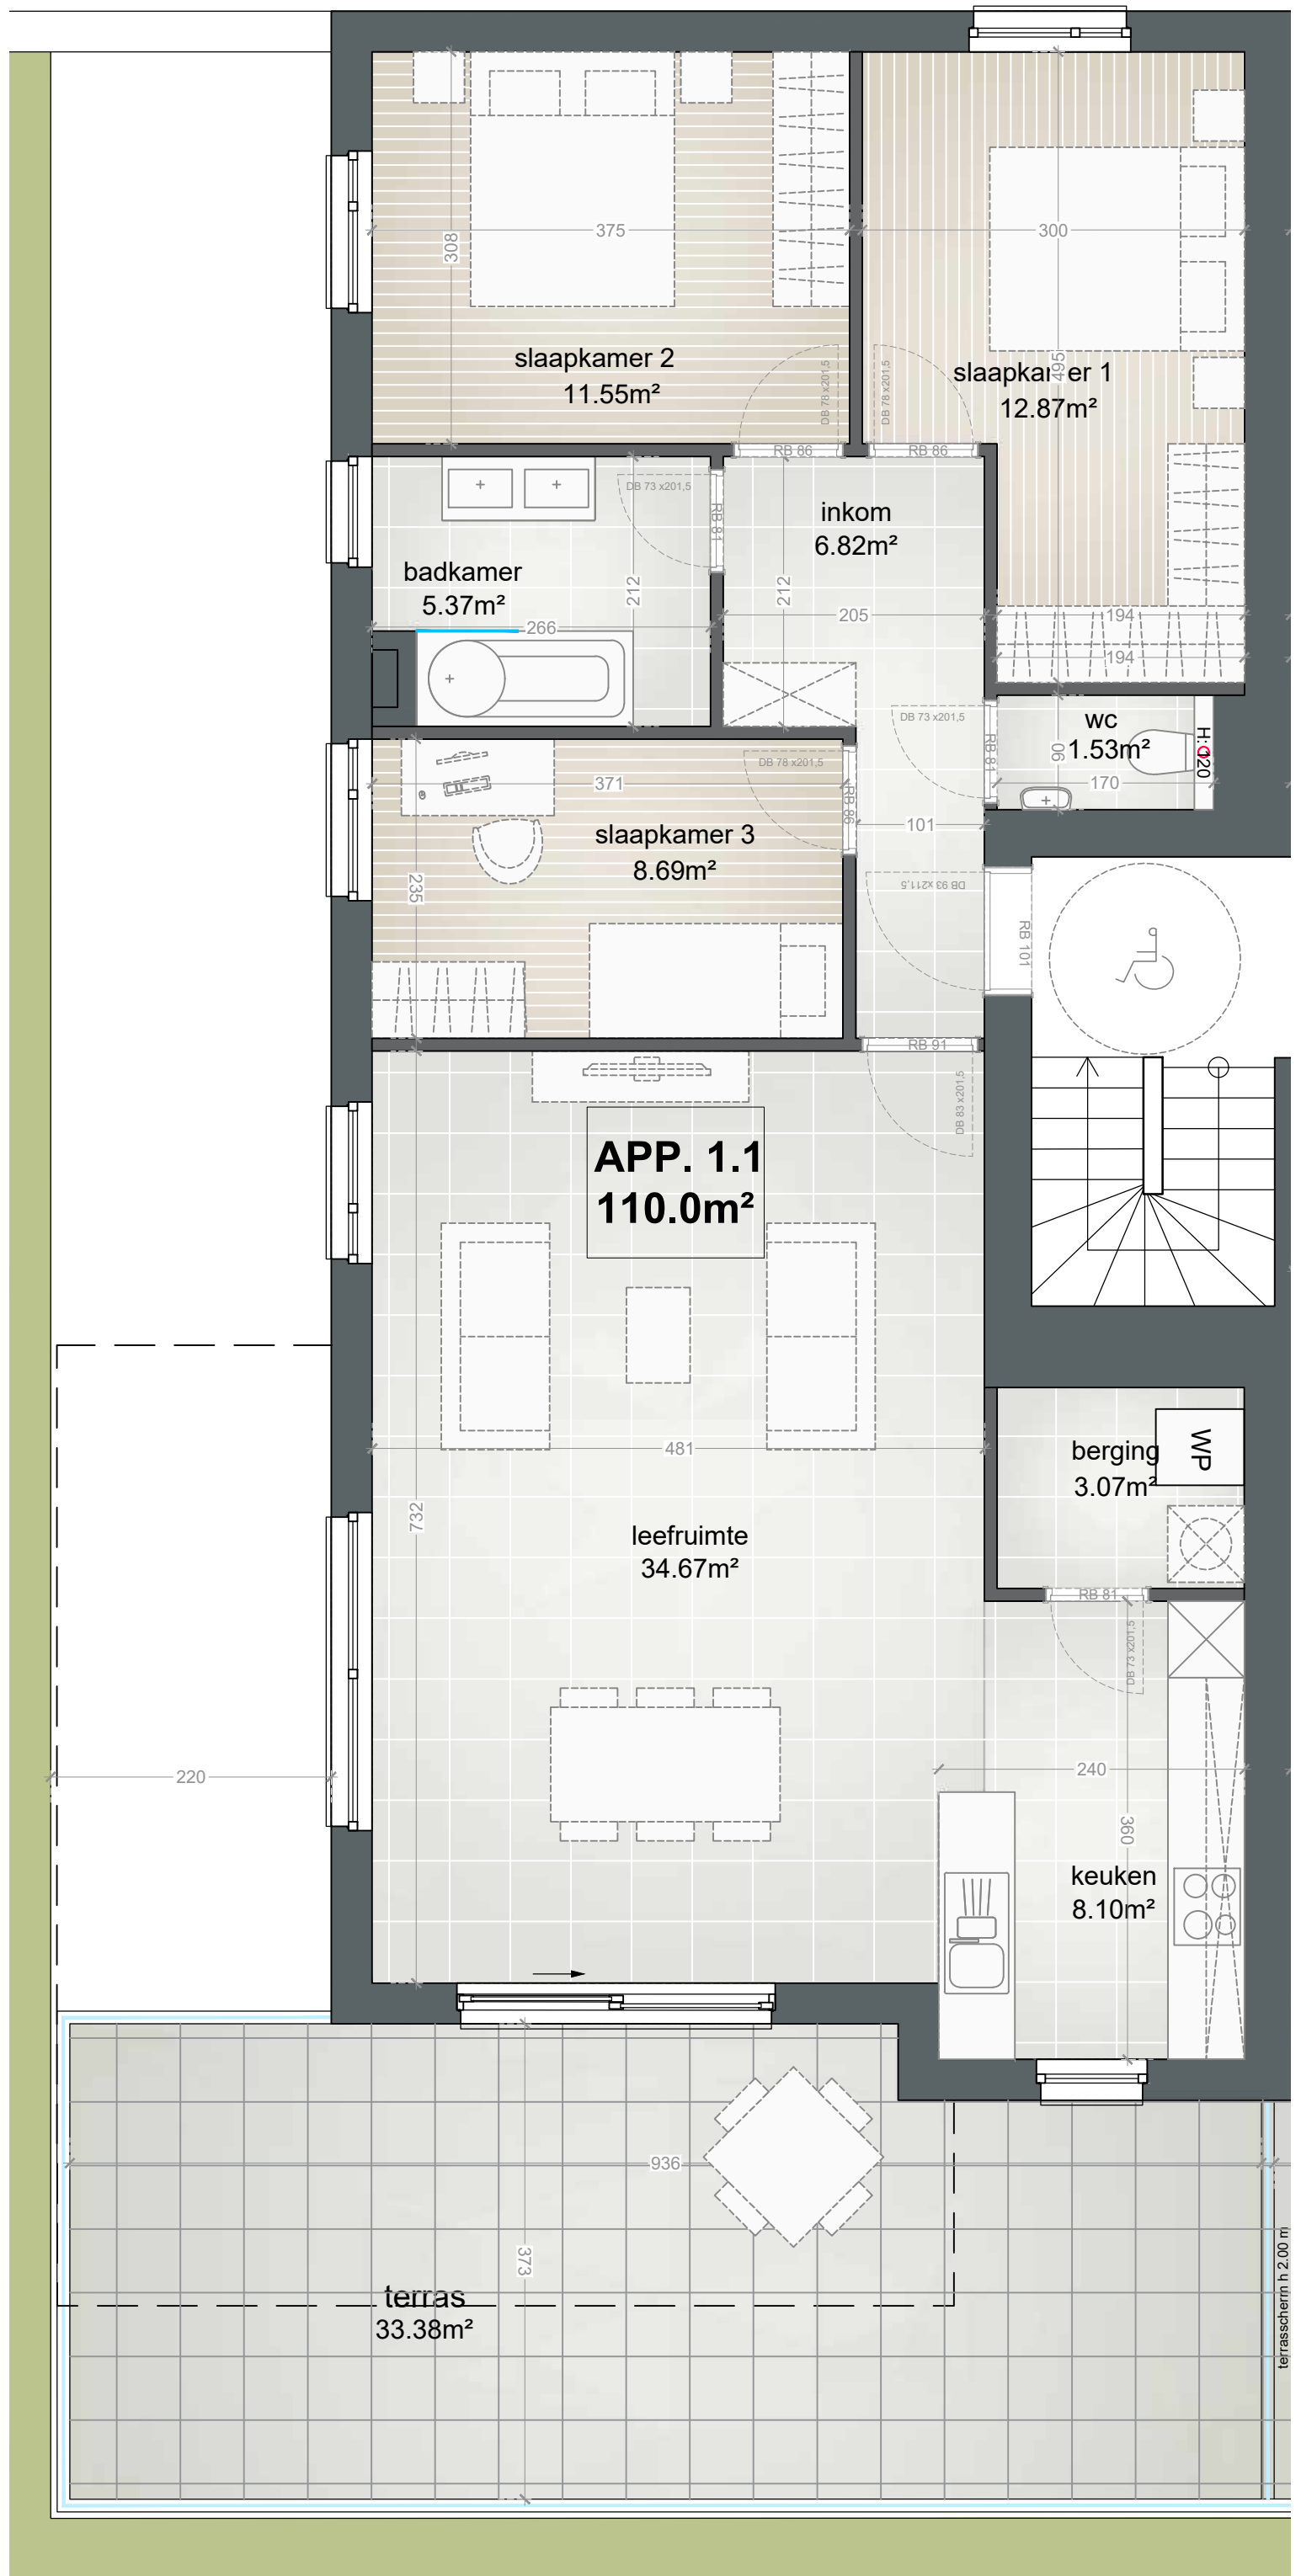 375
308
slaapkamer 2
11.55m²
DB 78 x201,5
RB 86
300
495
slaapkamer 1
12.87m²
DB 78 x201,5
RB 86
DB 73 x201,5
RB 81
badkamer
5.37m²
212
266
inkom
6.82m²
212
205
194
194
DB 73 x201,5
RB 81
wc
1.53m²
90
170
H: 120
371
DB 78 x201,5
RB 86
slaapkamer 3
8.69m²
235
101
DB 93 x211,5
RB 101
RB 91
DB 83 x201,5
APP. 1.1
110.0m²
481
732
leefruimte
34.67m²
berging
3.07m²
WP
RB 81
DB 73 x201,5
220
240
360
keuken
8.10m²
936
373
terras
33.38m²
terrasscherm h 2.00 m